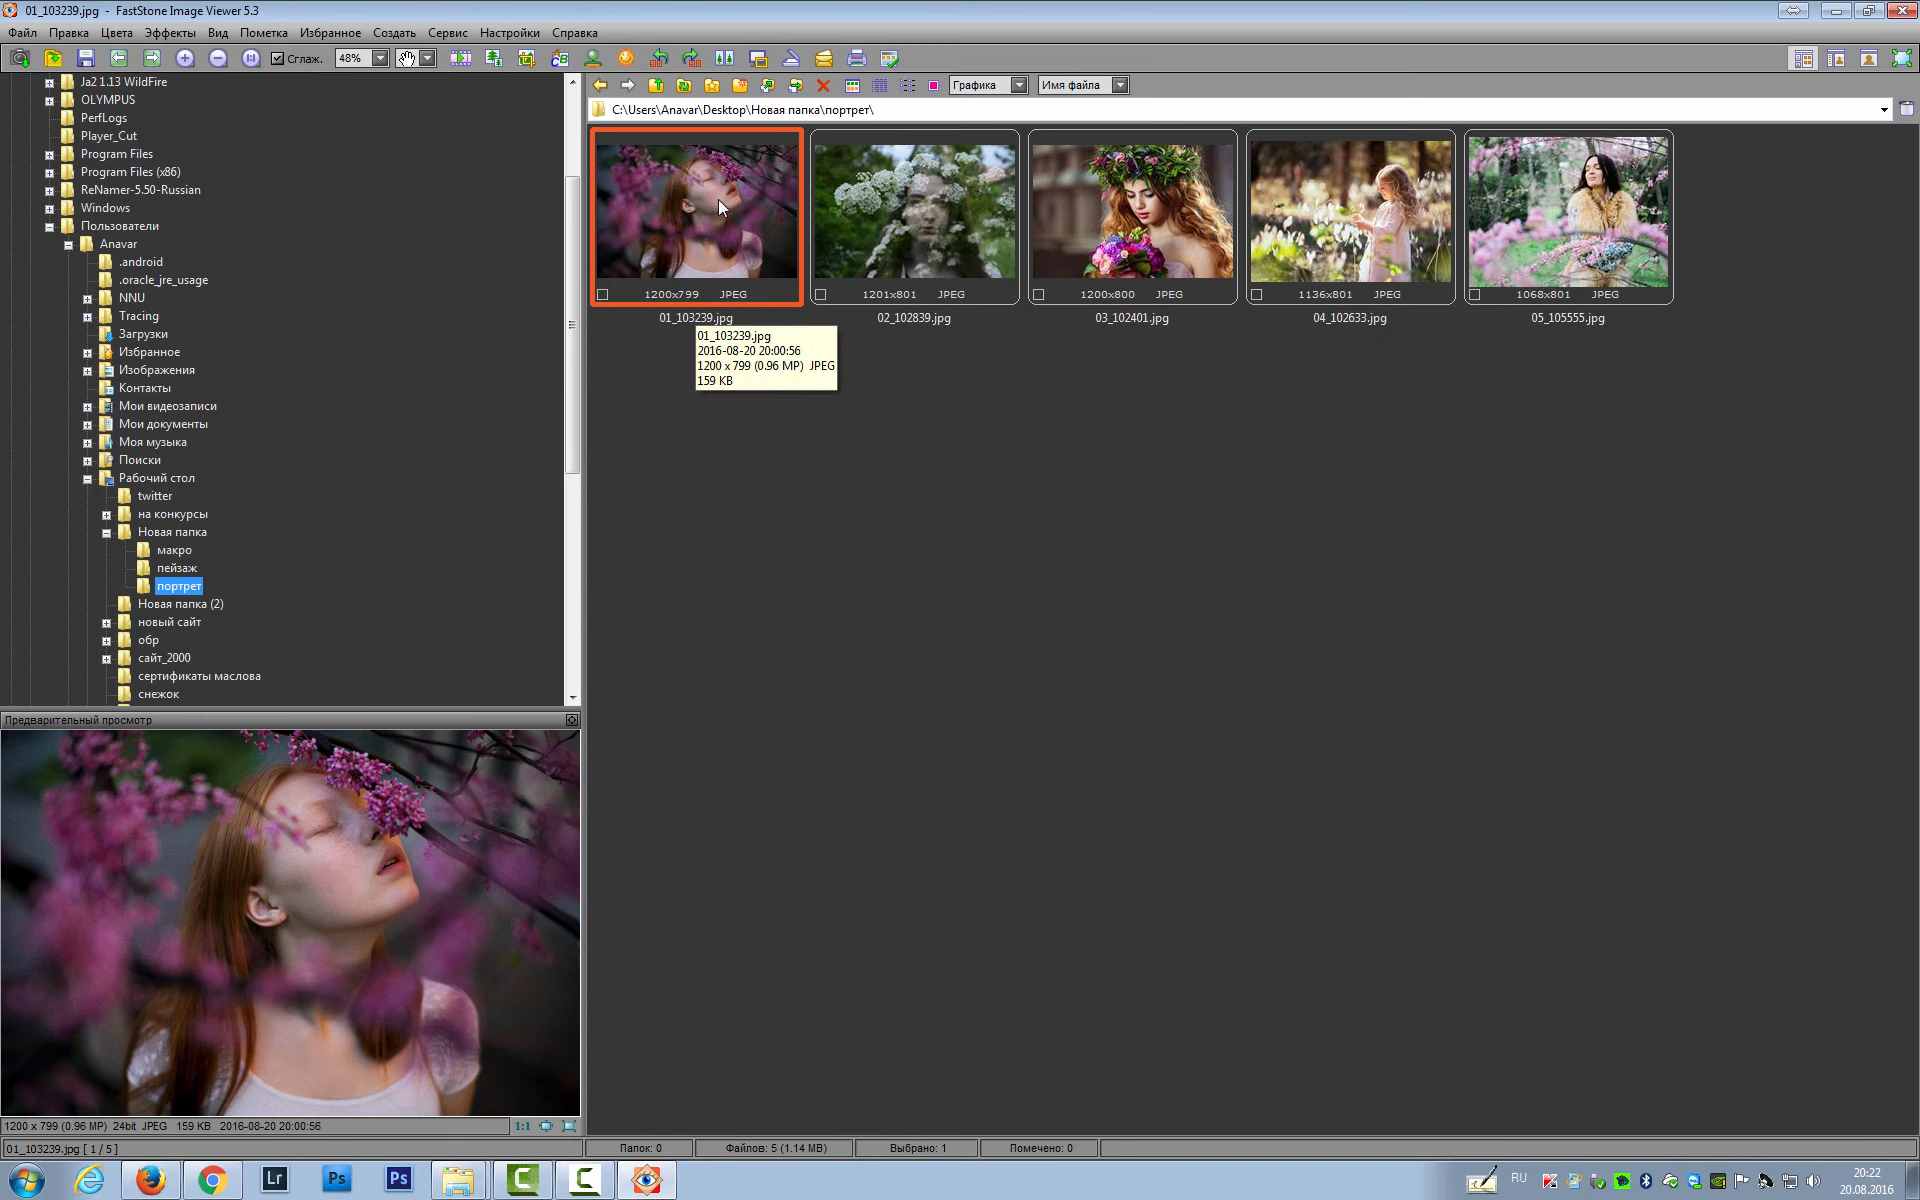 01_103239.jpg - FastStone Image Viewer 5.3
Файл Правка Цвета Эффекты Вид Пометка Избранное Создать Сервис Настройки Справка
Сглаж. 48%
Графика Имя файла
C:\Users\Anavar\Desktop\Новая папка\портрет\
Ja2 1.13 WildFire
OLYMPUS
PerfLogs
Player_Cut
Program Files
Program Files (x86)
ReNamer-5.50-Russian
Windows
Пользователи
Anavar
.android
.oracle_jre_usage
NNU
Tracing
Загрузки
Избранное
Изображения
Контакты
Мои видеозаписи
Мои документы
Моя музыка
Поиски
Рабочий стол
twitter
на конкурсы
Новая папка
макро
пейзаж
портрет
Новая папка (2)
новый сайт
обр
сайт_2000
сертификаты маслова
снежок
1200x799 JPEG
01_103239.jpg
1201x801 JPEG
02_102839.jpg
1200x800 JPEG
03_102401.jpg
1136x801 JPEG
04_102633.jpg
1068x801 JPEG
05_105555.jpg
01_103239.jpg
2016-08-20 20:00:56
1200 x 799 (0.96 MP) JPEG
159 KB
Предварительный просмотр
1200 x 799 (0.96 MP) 24bit JPEG 159 KB 2016-08-20 20:00:56
1:1
01_103239.jpg [ 1 / 5 ]
Папок: 0
Файлов: 5 (1.14 MB)
Выбрано: 1
Помечено: 0
Lr
Ps
Ps
RU
20:22
20.08.2016